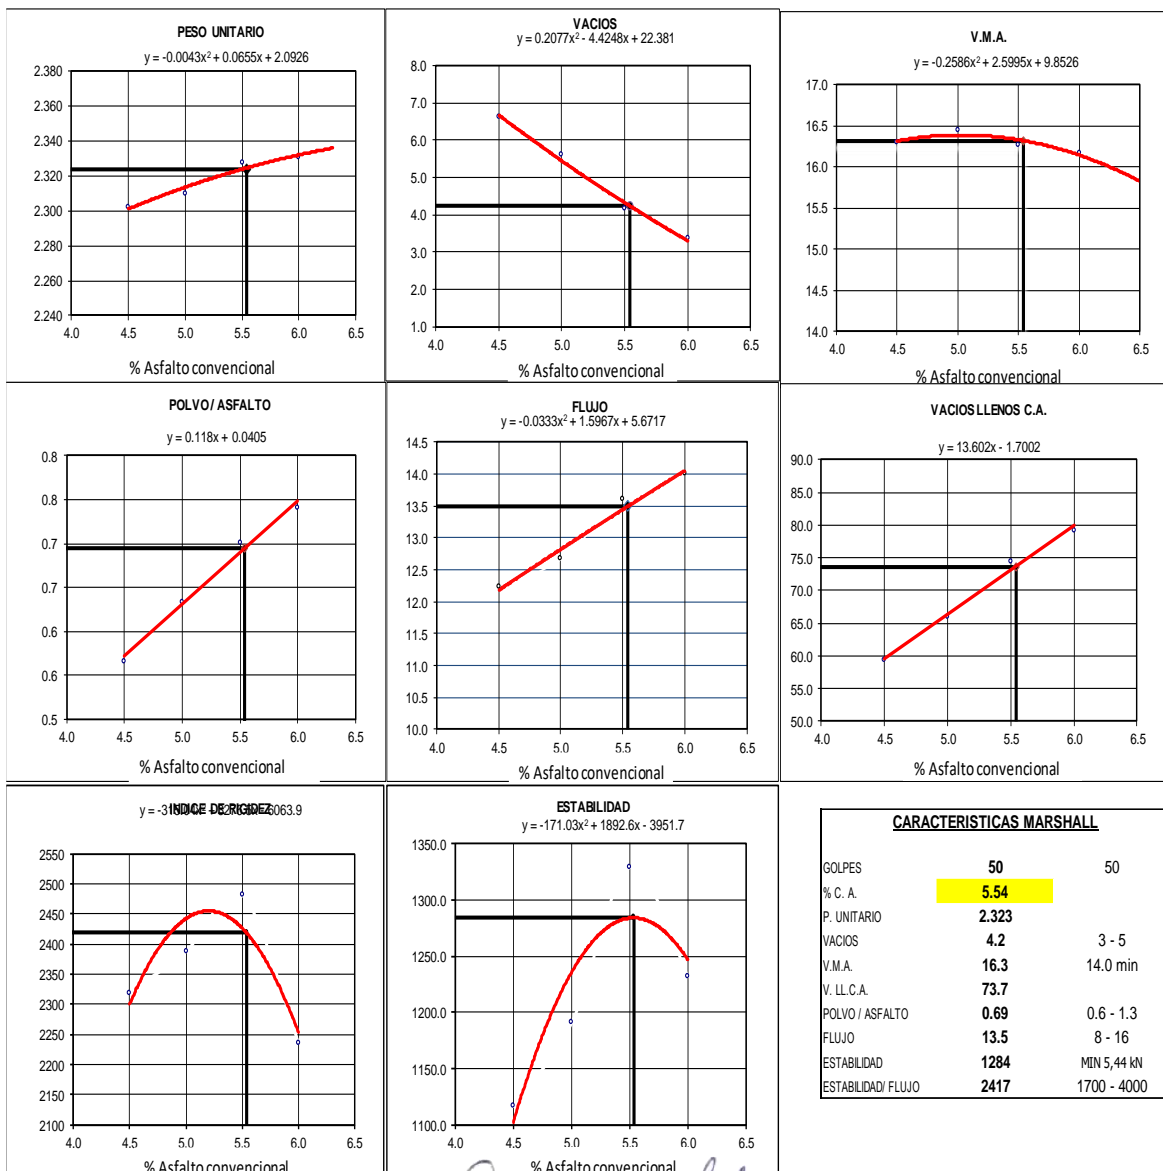 PESO UNITARIO
y = -0.0043x² + 0.0655x + 2.0926
2.380
2.360
2.340
2.320
2.300
2.280
2.260
2.240
4.0 4.5 5.0 5.5 6.0 6.5
% Asfalto convencional
VACIOS
y = 0.2077x² - 4.4248x + 22.381
8.0
7.0
6.0
5.0
4.0
3.0
2.0
1.0
4.0 4.5 5.0 5.5 6.0 6.5
% Asfalto convencional
V.M.A.
y = -0.2586x² + 2.5995x + 9.8526
17.0
16.5
16.0
15.5
15.0
14.5
14.0
4.0 4.5 5.0 5.5 6.0 6.5
% Asfalto convencional
POLVO / ASFALTO
y = 0.118x + 0.0405
0.8
0.8
0.7
0.7
0.6
0.6
0.5
4.0 4.5 5.0 5.5 6.0 6.5
% Asfalto convencional
FLUJO
y = -0.0333x² + 1.5967x + 5.6717
14.5
14.0
13.5
13.0
12.5
12.0
11.5
11.0
10.5
10.0
4.0 4.5 5.0 5.5 6.0 6.5
% Asfalto convencional
VACIOS LLENOS C.A.
y = 13.602x - 1.7002
90.0
85.0
80.0
75.0
70.0
65.0
60.0
55.0
50.0
4.0 4.5 5.0 5.5 6.0 6.5
% Asfalto convencional
INDICE DE RIGIDEZ
2550
2500
2450
2400
2350
2300
2250
2200
2150
2100
4.0 4.5 5.0 5.5 6.0 6.5
% Asfalto convencional
ESTABILIDAD
y = -171.03x² + 1892.6x - 3951.7
1350.0
1300.0
1250.0
1200.0
1150.0
1100.0
4.0 4.5 5.0 5.5 6.0 6.5
% Asfalto convencional
CARACTERISTICAS MARSHALL
GOLPES 50 50
% C. A. 5.54
P. UNITARIO 2.323
VACIOS 4.2 3 - 5
V.M.A. 16.3 14.0 min
V. LL.C.A. 73.7
POLVO / ASFALTO 0.69 0.6 - 1.3
FLUJO 13.5 8 - 16
ESTABILIDAD 1284 MIN 5,44 kN
ESTABILIDAD/ FLUJO 2417 1700 - 4000